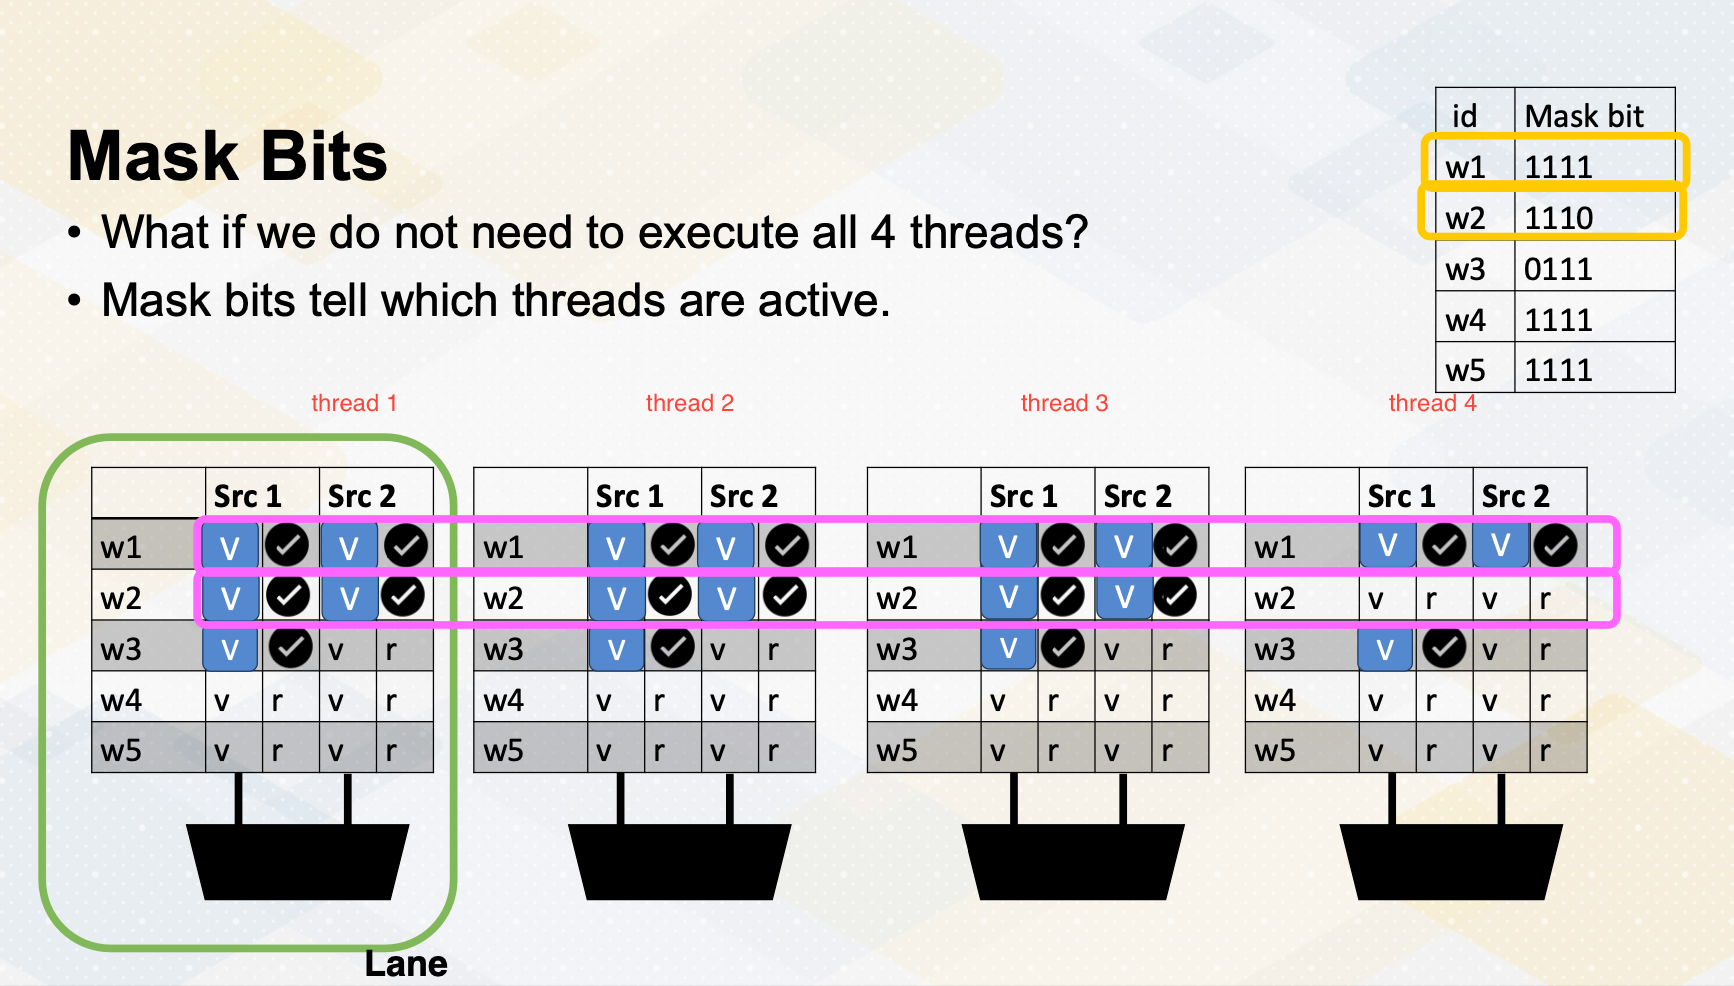 Mask Bits
• What if we do not need to execute all 4 threads?
• Mask bits tell which threads are active.
id Mask bit
w1 1111
w2 1110
w3 0111
w4 1111
w5 1111
thread 1 thread 2 thread 3 thread 4
Src 1 Src 2 Src 1 Src 2 Src 1 Src 2 Src 1 Src 2
w1 V V w1 V V w1 V V w1 V V
w2 V V w2 V V w2 V V w2 v r v r
w3 V v r w3 V v r w3 V v r w3 V v r
w4 v r v r w4 v r v r w4 v r v r w4 v r v r
w5 v r v r w5 v r v r w5 v r v r w5 v r v r
Lane